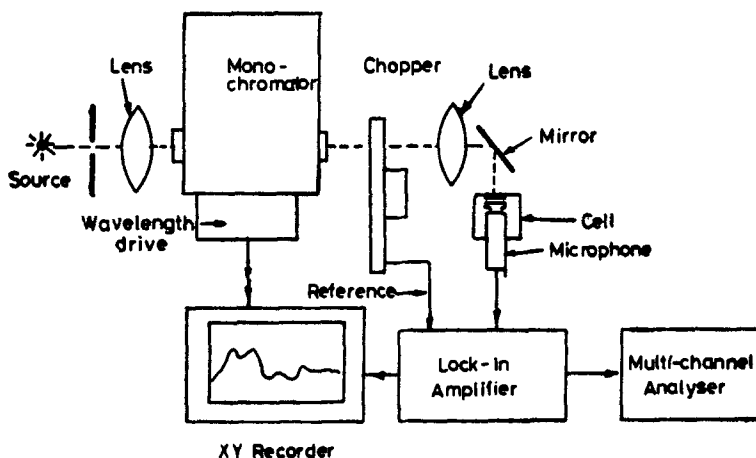 Lens
Mono-
chromator
Chopper
Lens
Mirror
Source
Wavelength
drive
Cell
Microphone
Reference
Lock-in
Amplifier
Multi-channel
Analyser
XY Recorder